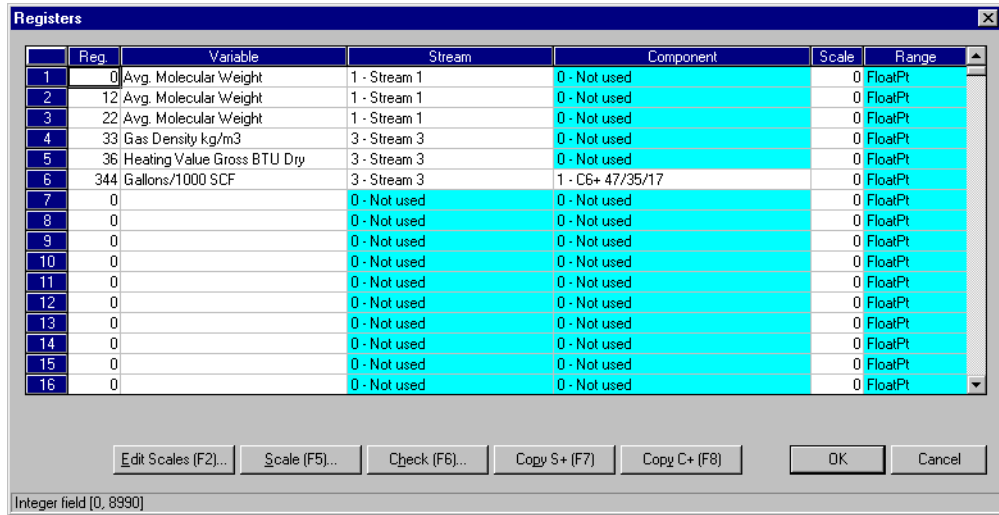 Registers
Reg. Variable Stream Component Scale Range
1 0 Avg. Molecular Weight 1 - Stream 1 0 - Not used 0 FloatPt
2 12 Avg. Molecular Weight 1 - Stream 1 0 - Not used 0 FloatPt
3 22 Avg. Molecular Weight 1 - Stream 1 0 - Not used 0 FloatPt
4 33 Gas Density kg/m3 3 - Stream 3 0 - Not used 0 FloatPt
5 36 Heating Value Gross BTU Dry 3 - Stream 3 0 - Not used 0 FloatPt
6 344 Gallons/1000 SCF 3 - Stream 3 1 - C6+ 47/35/17 0 FloatPt
7 0 0 - Not used 0 - Not used 0 FloatPt
8 0 0 - Not used 0 - Not used 0 FloatPt
9 0 0 - Not used 0 - Not used 0 FloatPt
10 0 0 - Not used 0 - Not used 0 FloatPt
11 0 0 - Not used 0 - Not used 0 FloatPt
12 0 0 - Not used 0 - Not used 0 FloatPt
13 0 0 - Not used 0 - Not used 0 FloatPt
14 0 0 - Not used 0 - Not used 0 FloatPt
15 0 0 - Not used 0 - Not used 0 FloatPt
16 0 0 - Not used 0 - Not used 0 FloatPt
Edit Scales (F2)... Scale (F5)... Check (F6)... Copy S+ (F7) Copy C+ (F8) OK Cancel
Integer field [0, 8990]